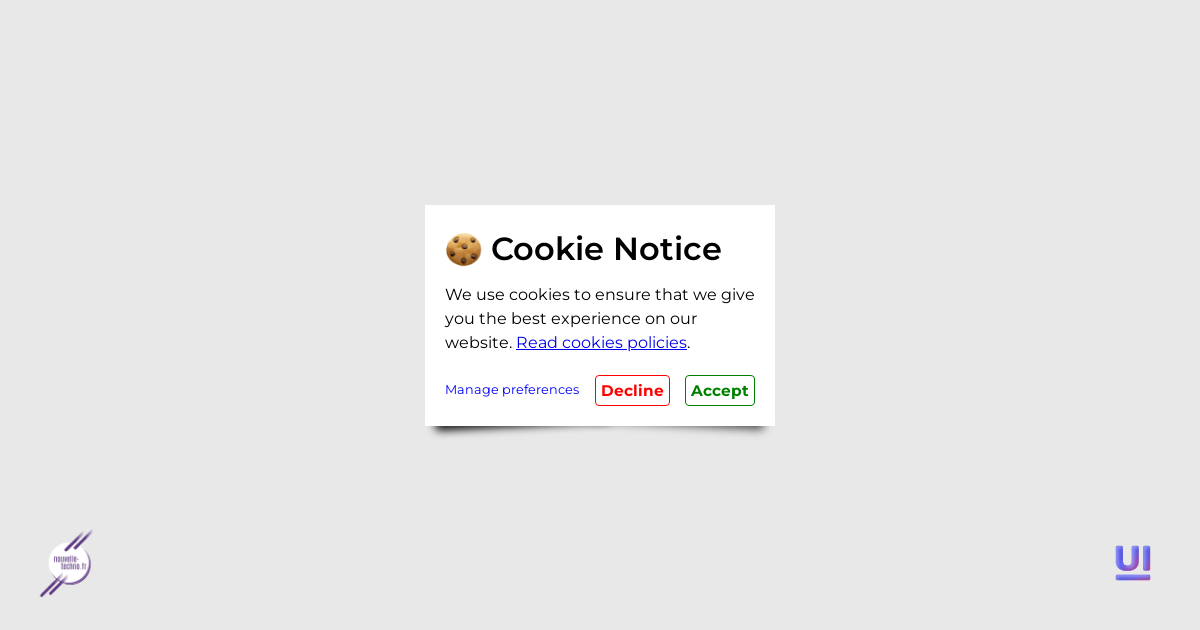 Cookie Notice
We use cookies to ensure that we give
you the best experience on our
website. Read cookies policies.
Manage preferences Decline Accept
nouvelle-
techno.fr
UI